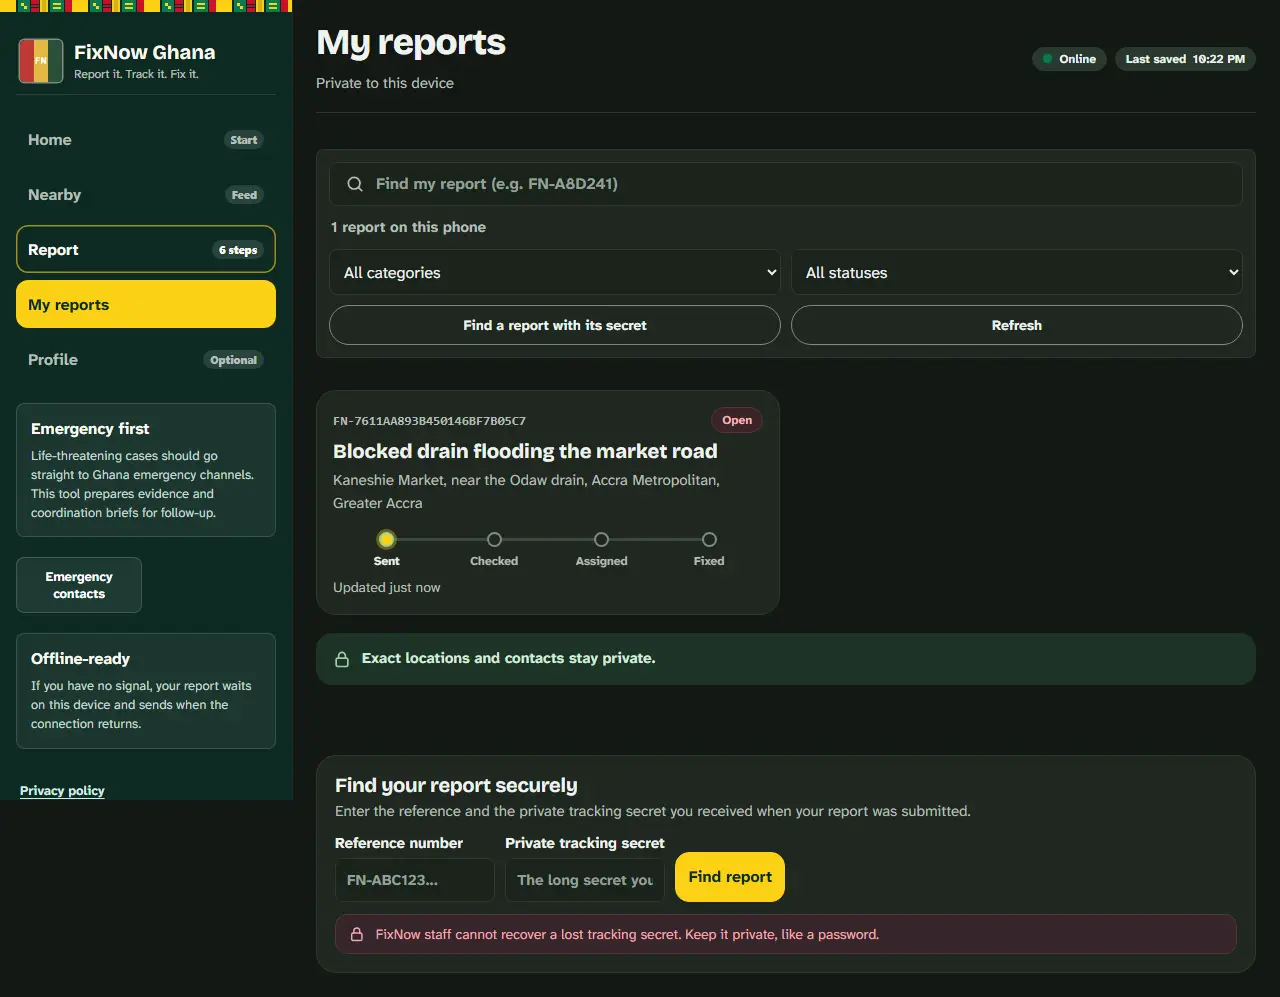 FN
FixNow Ghana
Report it. Track it. Fix it.
Home
Start
Nearby
Feed
Report
6 steps
My reports
Profile
Optional
Emergency first
Life-threatening cases should go
straight to Ghana emergency channels.
This tool prepares evidence and
coordination briefs for follow-up.
Emergency
contacts
Offline-ready
If you have no signal, your report waits
on this device and sends when the
connection returns.
Privacy policy
My reports
Private to this device
Online
Last saved 10:22 PM
Find my report (e.g. FN-A8D241)
1 report on this phone
All categories
All statuses
Find a report with its secret
Refresh
FN-7611AA893B450146BF7B05C7
Open
Blocked drain flooding the market road
Kaneshie Market, near the Odaw drain, Accra Metropolitan,
Greater Accra
Sent
Checked
Assigned
Fixed
Updated just now
Exact locations and contacts stay private.
Find your report securely
Enter the reference and the private tracking secret you received when your report was submitted.
Reference number
Private tracking secret
FN-ABC123...
The long secret you
Find report
FixNow staff cannot recover a lost tracking secret. Keep it private, like a password.